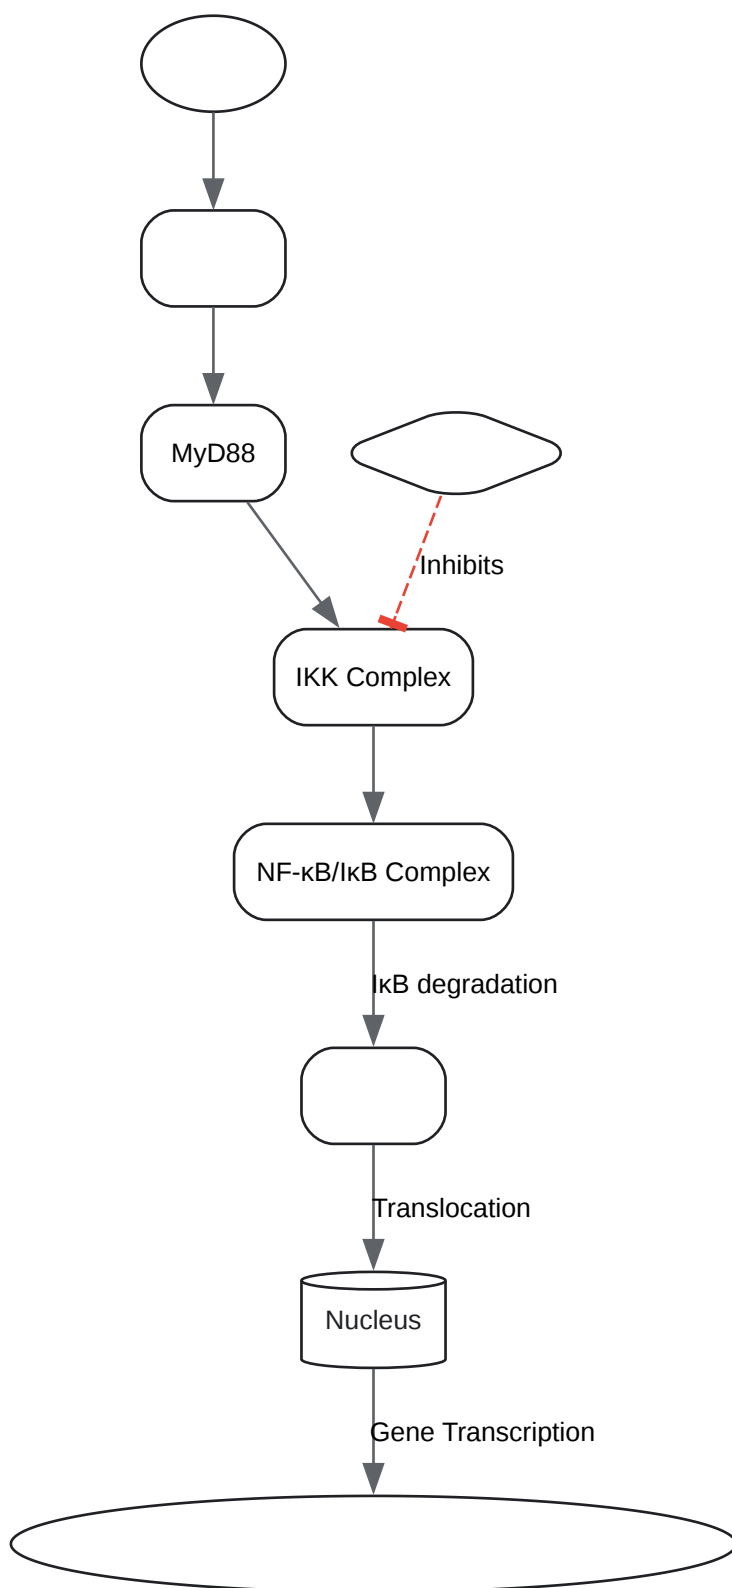 MyD88
Inhibits
IKK Complex
NF-κB/IκB Complex
IκB degradation
Translocation
Nucleus
Gene Transcription